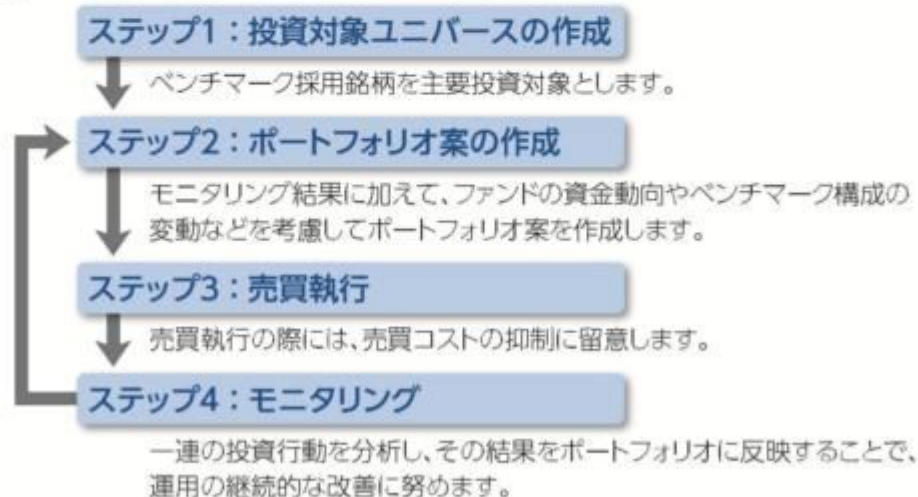 ステップ1：投資対象ユニバースの作成
ベンチマーク採用銘柄を主要投資対象とします。
ステップ2：ポートフォリオ案の作成
モニタリング結果に加えて、ファンドの資金動向やベンチマーク構成の
変動などを考慮してポートフォリオ案を作成します。
ステップ3：売買執行
売買執行の際には、売買コストの抑制に留意します。
ステップ4：モニタリング
一連の投資行動を分析し、その結果をポートフォリオに反映することで、
運用の継続的な改善に努めます。